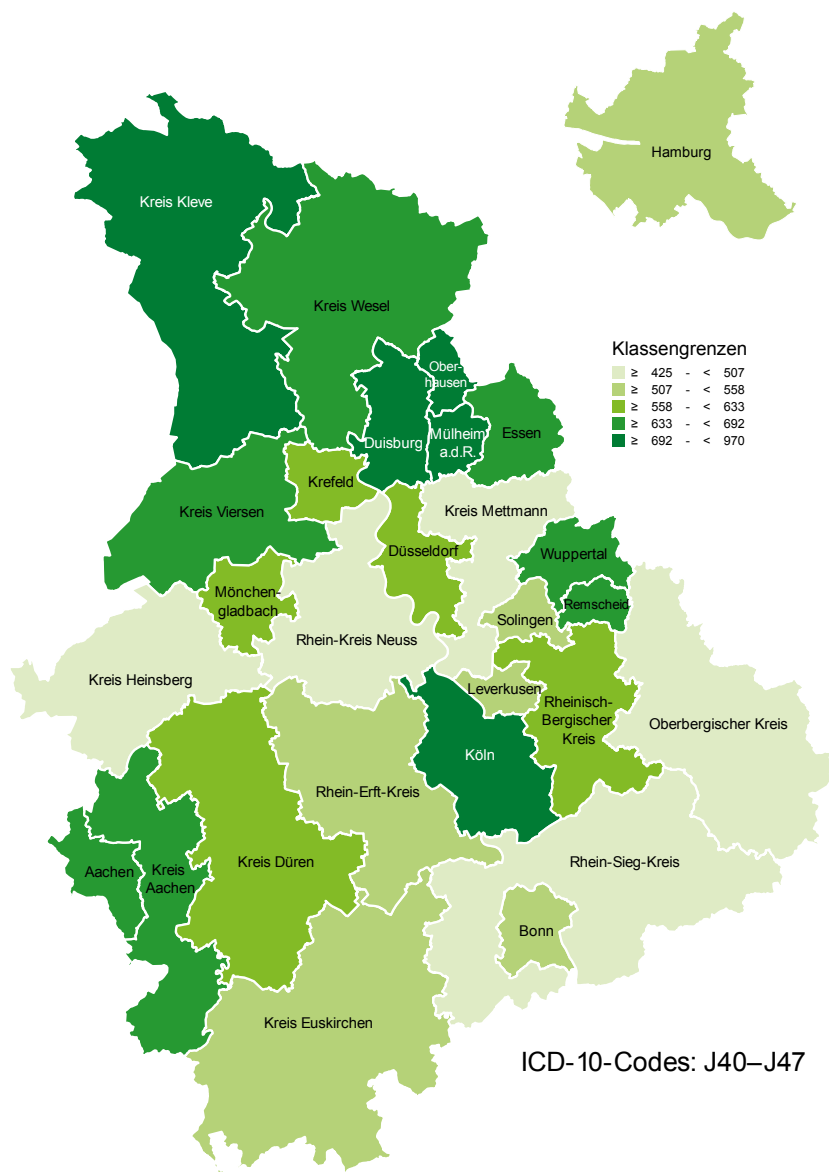 Hamburg
Kreis Kleve
Kreis Wesel
Klassengrenzen
≥ 425 - < 507
≥ 507 - < 558
≥ 558 - < 633
≥ 633 - < 692
≥ 692 - < 970
Ober-
hausen
Duisburg
Mülheim
a.d.R.
Essen
Krefeld
Kreis Viersen
Kreis Mettmann
Düsseldorf
Wuppertal
Mönchen-
gladbach
Remscheid
Solingen
Rhein-Kreis Neuss
Kreis Heinsberg
Leverkusen
Rheinisch-
Bergischer
Kreis
Oberbergischer Kreis
Köln
Rhein-Erft-Kreis
Kreis Düren
Aachen
Kreis
Aachen
Rhein-Sieg-Kreis
Bonn
Kreis Euskirchen
ICD-10-Codes: J40–J47